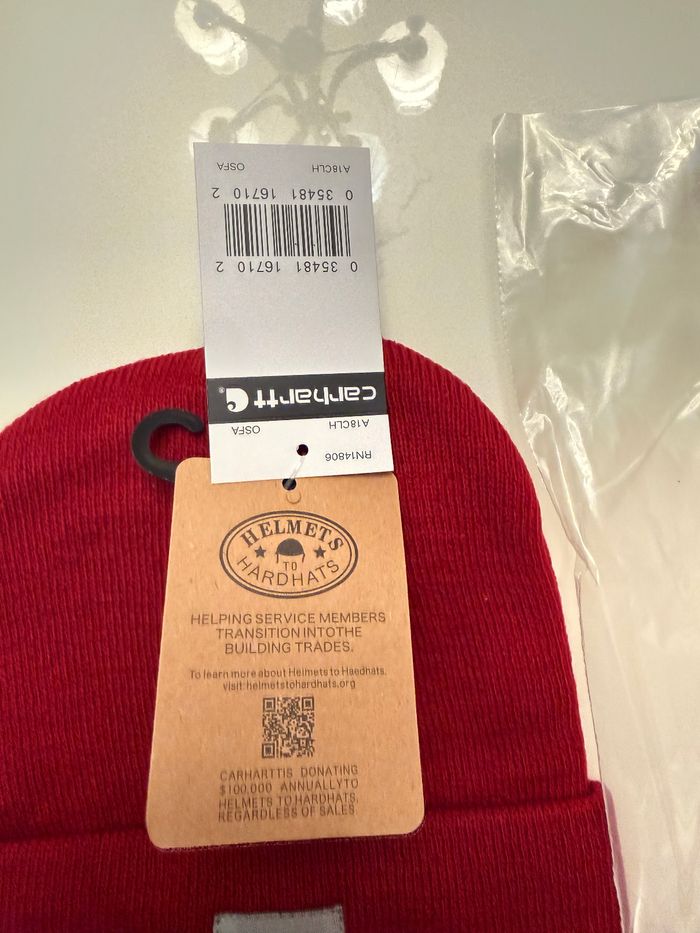 RN14806
A18CLH OSFA
carhartt
0 35481 16710 2
0 35481 16710 2
A18CLH OSFA
HELMETS
TO
HARDHATS
HELPING SERVICE MEMBERS
TRANSITION INTOTHE
BUILDING TRADES.
To learn more about Helmets to Haedhats.
visit:helmetstohardhats.org
CARHARTTIS DONATING
$100.000 ANNUALLYTO
HELMETS TO HARDHATS,
REGARDLESS OF SALES